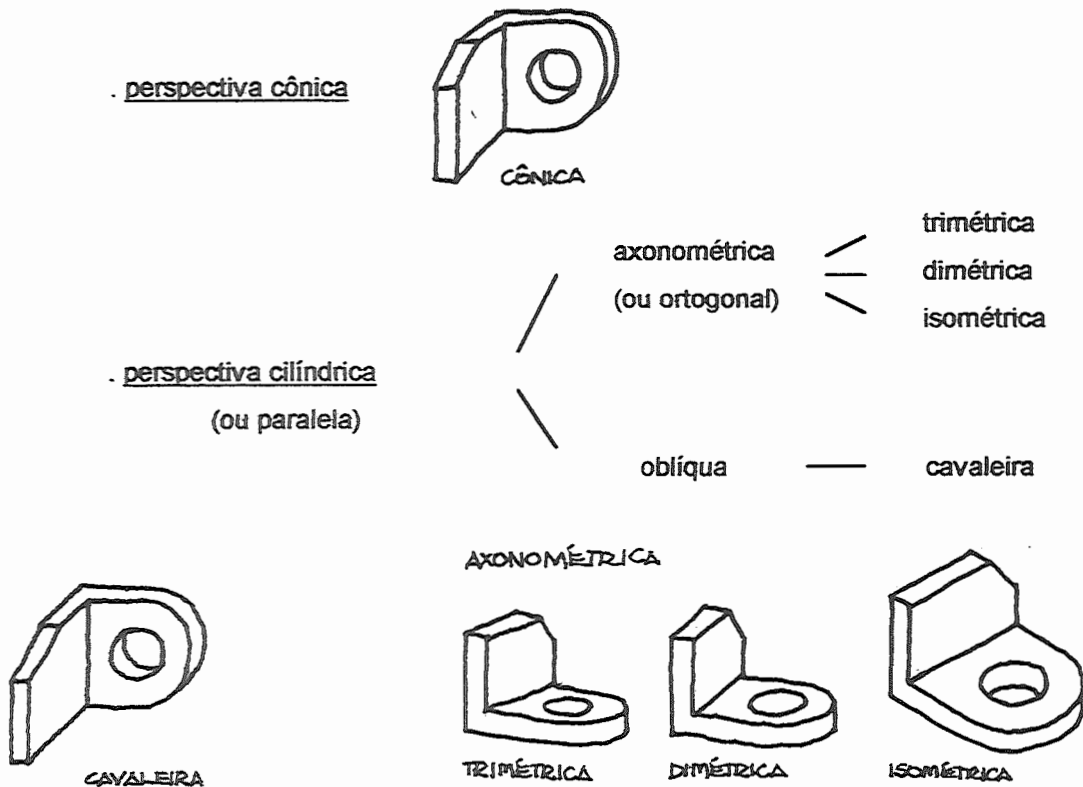 . perspectiva cônica
CÔNICA
trimétrica
axonométrica
dimétrica
(ou ortogonal)
isométrica
. perspectiva cilíndrica
(ou paralela)
oblíqua
cavaleira
AXONOMÉTRICA
CAVALEIRA
TRIMÉTRICA
DIMÉTRICA
ISOMÉTRICA